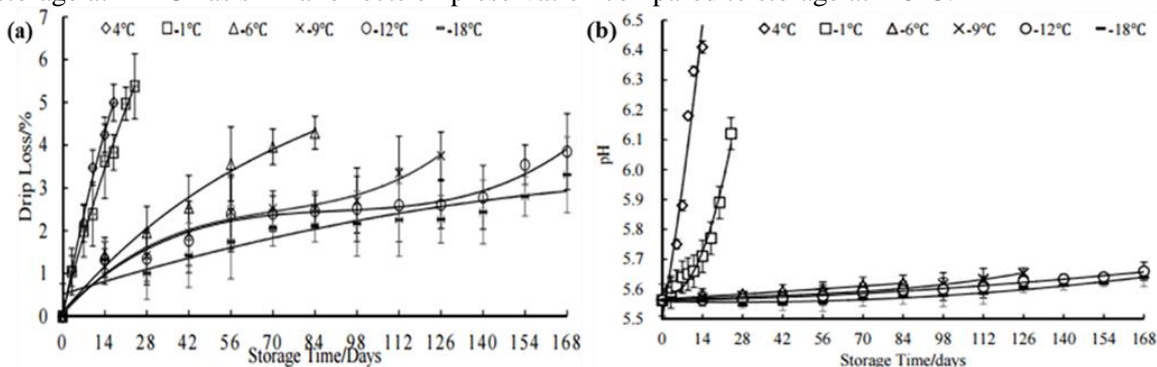 (a) 7
4℃ -1℃ -6℃ -9℃ -12℃ -18℃
6
5
4
3
2
1
0
Drip Loss/%
0 14 28 42 56 70 84 98 112 126 140 154 168
Storage Time/Days
(b) 6.5
4℃ -1℃ -6℃ -9℃ -12℃ -18℃
6.4
6.3
6.2
6.1
6.0
5.9
5.8
5.7
5.6
5.5
pH
0 14 28 42 56 70 84 98 112 126 140 154 168
Storage Time/days